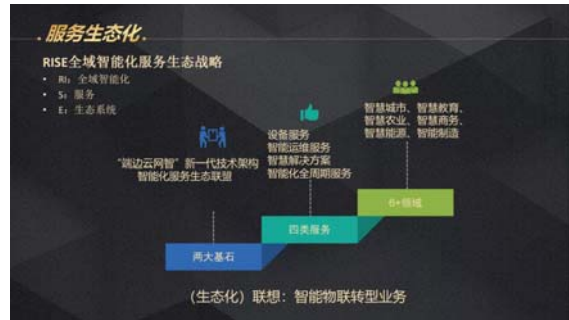 . 服务生态化 .
RISE全域智能化服务生态战略
• RI：全域智能化
• S：服务
• E：生态系统
“端边云网智”新一代技术架构
智能化服务生态联盟
设备服务
智能运维服务
智慧解决方案
智能化全周期服务
智慧城市、智慧教育、
智慧农业、智慧商务、
智慧能源、智能制造
两大基石
四类服务
6+领域
（生态化）联想：智能物联转型业务